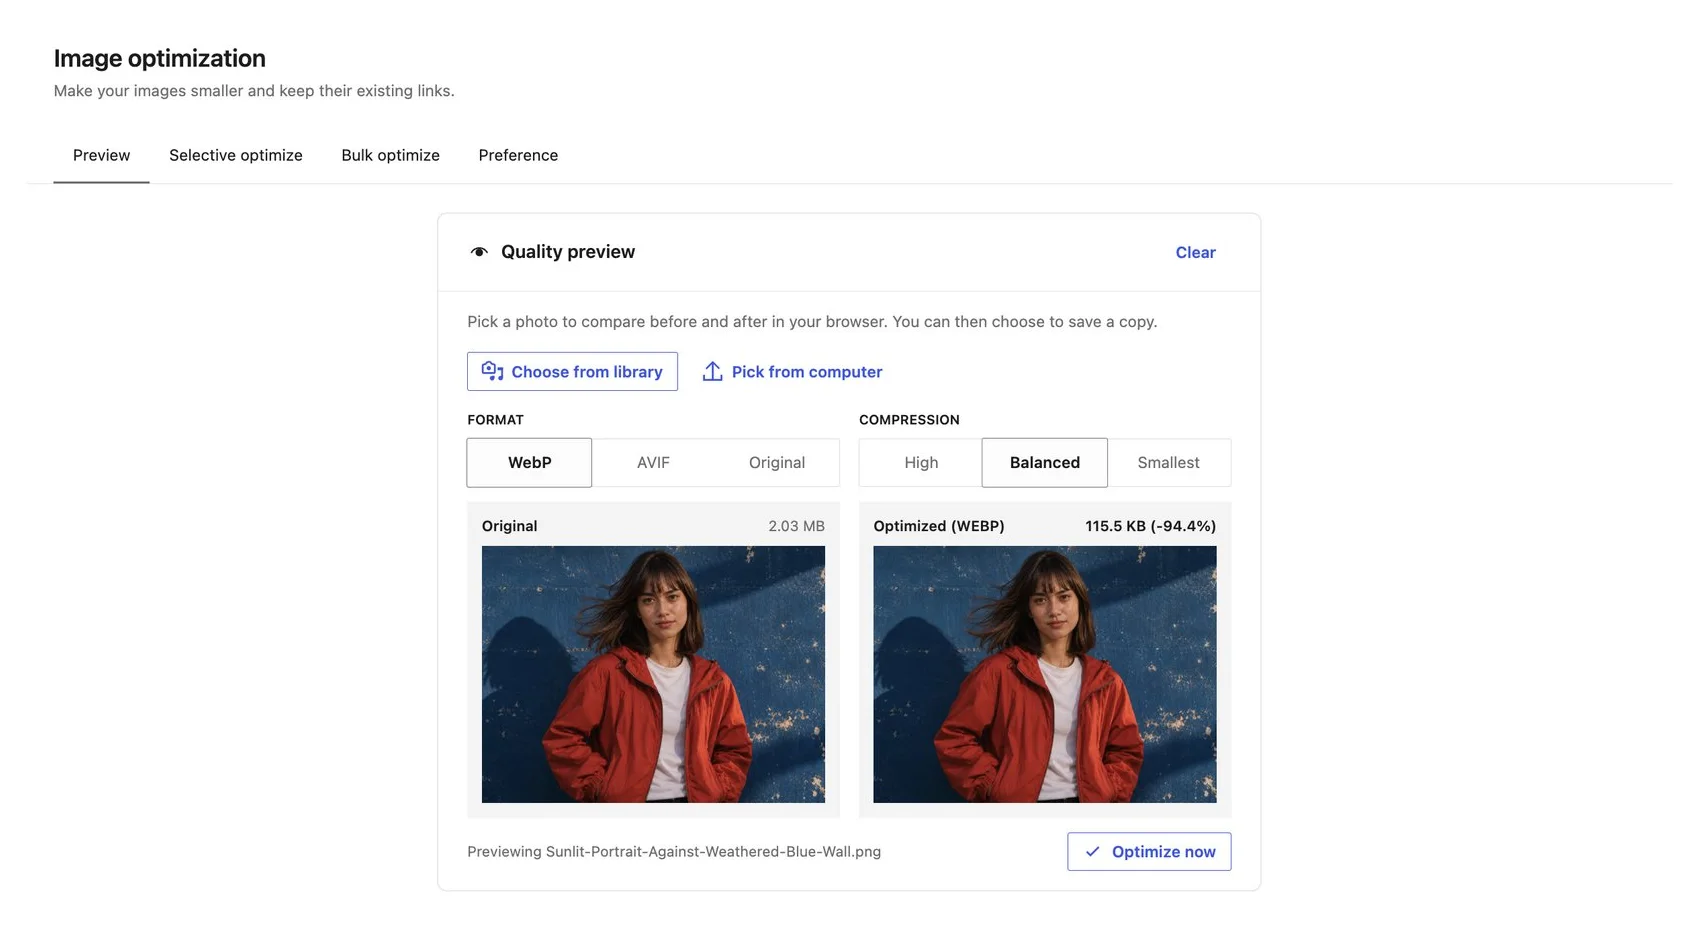 Image optimization
Make your images smaller and keep their existing links.
Preview
Selective optimize
Bulk optimize
Preference
Quality preview
Clear
Pick a photo to compare before and after in your browser. You can then choose to save a copy.
Choose from library
Pick from computer
FORMAT
WebP
AVIF
Original
COMPRESSION
High
Balanced
Smallest
Original
2.03 MB
Optimized (WEBP)
115.5 KB (-94.4%)
Previewing Sunlit-Portrait-Against-Weathered-Blue-Wall.png
Optimize now